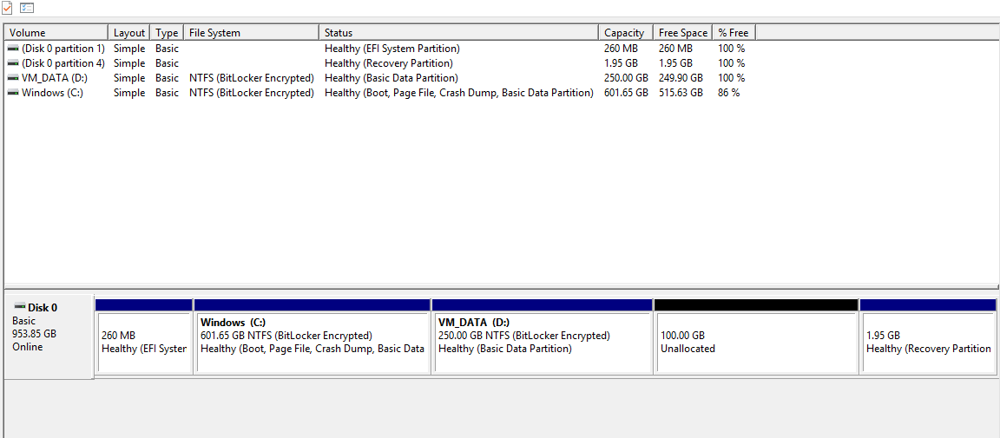 Volume Layout Type File System Status Capacity Free Space % Free
(Disk 0 partition 1) Simple Basic Healthy (EFI System Partition) 260 MB 260 MB 100 %
(Disk 0 partition 4) Simple Basic Healthy (Recovery Partition) 1.95 GB 1.95 GB 100 %
VM_DATA (D:) Simple Basic NTFS (BitLocker Encrypted) Healthy (Basic Data Partition) 250.00 GB 249.90 GB 100 %
Windows (C:) Simple Basic NTFS (BitLocker Encrypted) Healthy (Boot, Page File, Crash Dump, Basic Data Partition) 601.65 GB 515.63 GB 86 %
Disk 0
Basic
953.85 GB
Online
260 MB
Healthy (EFI System
Windows (C:)
601.65 GB NTFS (BitLocker Encrypted)
Healthy (Boot, Page File, Crash Dump, Basic Data
VM_DATA (D:)
250.00 GB NTFS (BitLocker Encrypted)
Healthy (Basic Data Partition)
100.00 GB
Unallocated
1.95 GB
Healthy (Recovery Partition